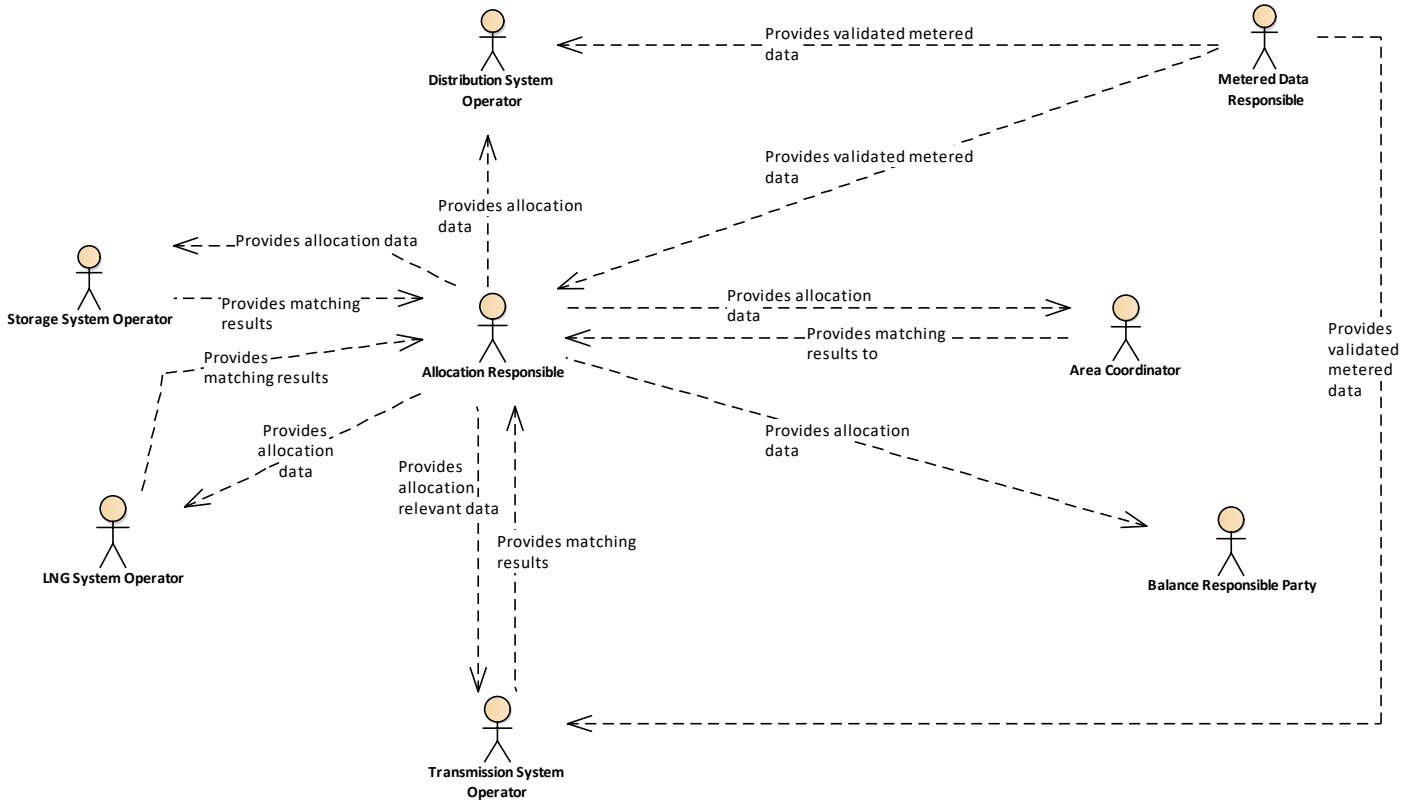 Provides validated metered
data
Distribution System
Operator
Metered Data
Responsible
Provides validated metered
data
Provides allocation
data
Provides allocation data
Storage System Operator
Provides matching
results
Provides allocation
data
Provides matching
results to
Provides
validated
metered
data
Provides
matching results
Allocation Responsible
Area Coordinator
Provides
allocation
data
Provides allocation
data
Provides
allocation
relevant data
Provides matching
results
LNG System Operator
Balance Responsible Party
Transmission System
Operator